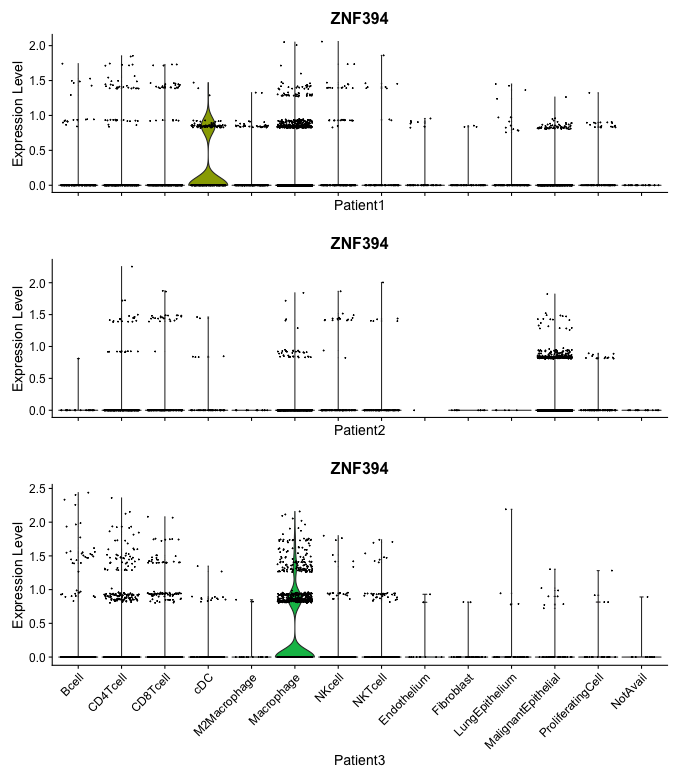 ZNF394
Expression Level
2.0
1.5
1.0
0.5
0.0
Patient1
ZNF394
Expression Level
2.0
1.5
1.0
0.5
0.0
Patient2
ZNF394
Expression Level
2.5
2.0
1.5
1.0
0.5
0.0
Bcell
CD4Tcell
CD8Tcell
cDC
M2Macrophage
Macrophage
NKcell
NKTcell
Endothelium
Fibroblast
LungEpithelium
MalignantEpithelial
ProliferatingCell
NotAvail
Patient3